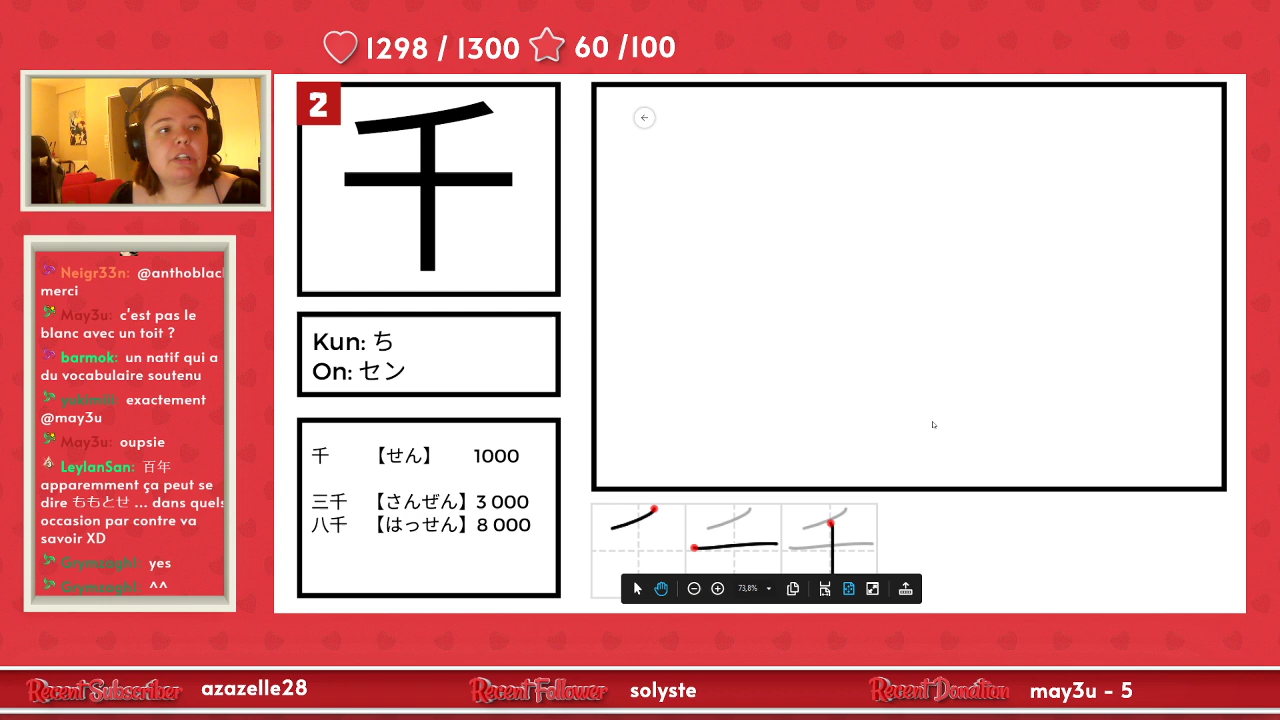 1298 / 1300 60 /100
2
千
Kun: ち
On: セン
千 【せん】 1000
三千 【さんぜん】3 000
八千 【はっせん】8 000
Neigr33n: @anthoblac
merci
May3u: c'est pas le
blanc avec un toit ?
barmok: un natif qui a
du vocabulaire soutenu
exactement
@may3u
May3u: oupsie
LeylanSan: 百年
apparemment ça peut se
dire ももとせ ... dans quels
occasion par contre va
savoir XD
yes
^^
73,8%
Recent Subscriber azazelle28
Recent Follower solyste
Recent Donation may3u - 5